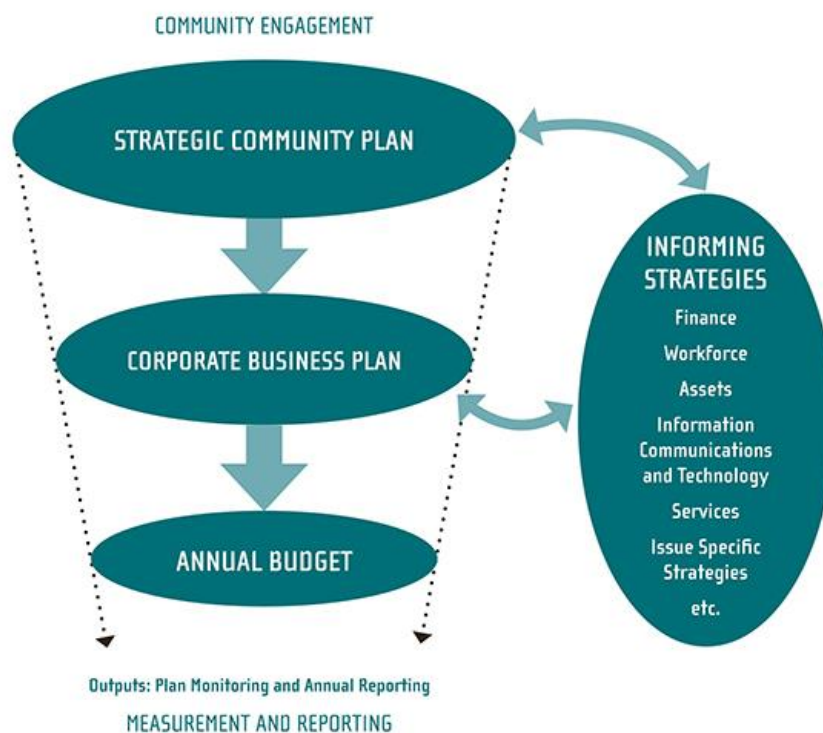 COMMUNITY ENGAGEMENT
STRATEGIC COMMUNITY PLAN
CORPORATE BUSINESS PLAN
ANNUAL BUDGET
INFORMING
STRATEGIES
Finance
Workforce
Assets
Information
Communications
and Technology
Services
Issue Specific
Strategies
etc.
Outputs: Plan Monitoring and Annual Reporting
MEASUREMENT AND REPORTING